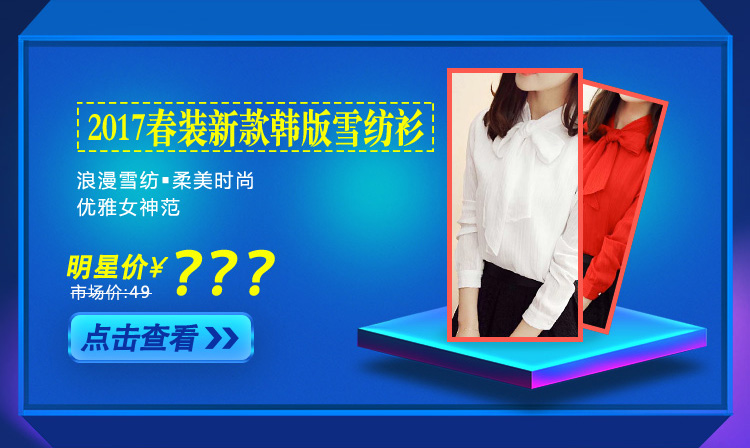 2017春装新款韩版雪纺衫
浪漫雪纺▪柔美时尚
优雅女神范
明星价¥???
市场价:49
点击查看 》》